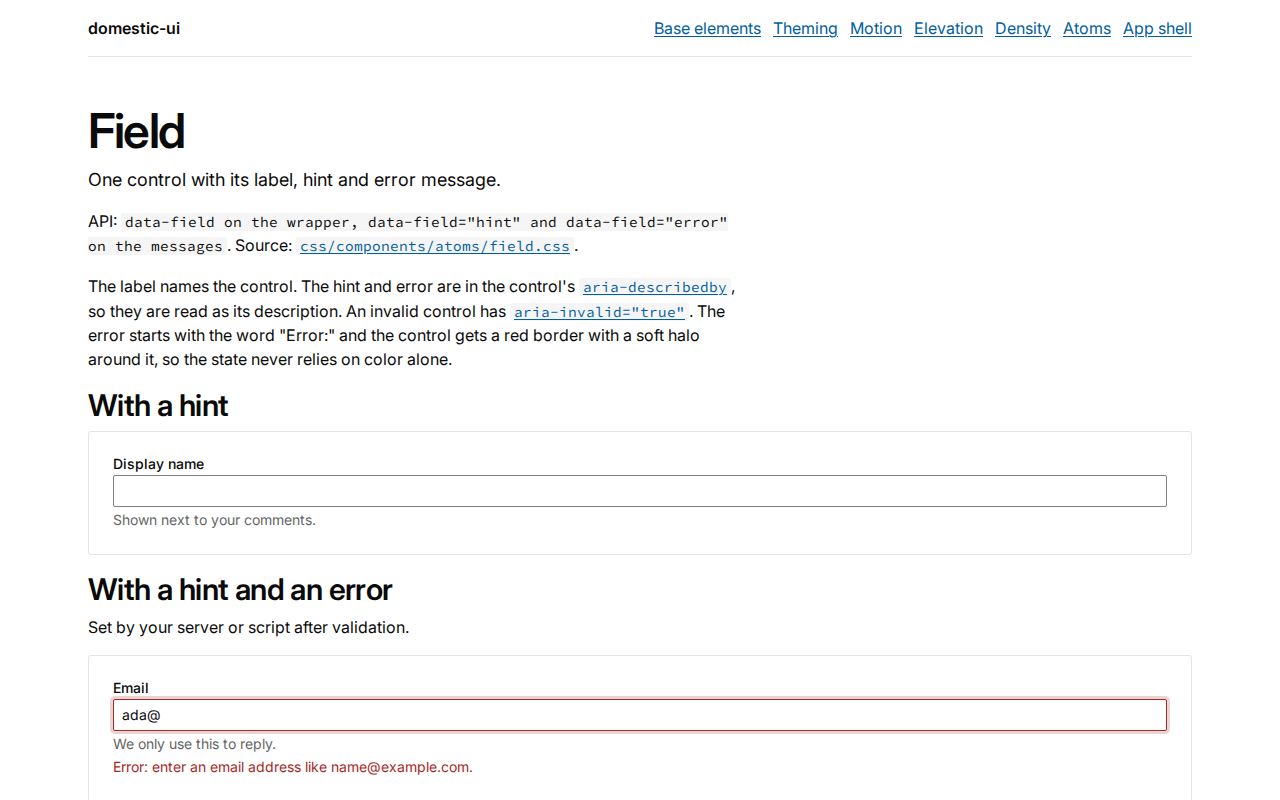 domestic-ui
Base elements Theming Motion Elevation Density Atoms App shell
Field
One control with its label, hint and error message.
API: data-field on the wrapper, data-field="hint" and data-field="error"
on the messages. Source: css/components/atoms/field.css.
The label names the control. The hint and error are in the control's aria-describedby,
so they are read as its description. An invalid control has aria-invalid="true". The
error starts with the word "Error:" and the control gets a red border with a soft halo
around it, so the state never relies on color alone.
With a hint
Display name
Shown next to your comments.
With a hint and an error
Set by your server or script after validation.
Email
ada@
We only use this to reply.
Error: enter an email address like name@example.com.